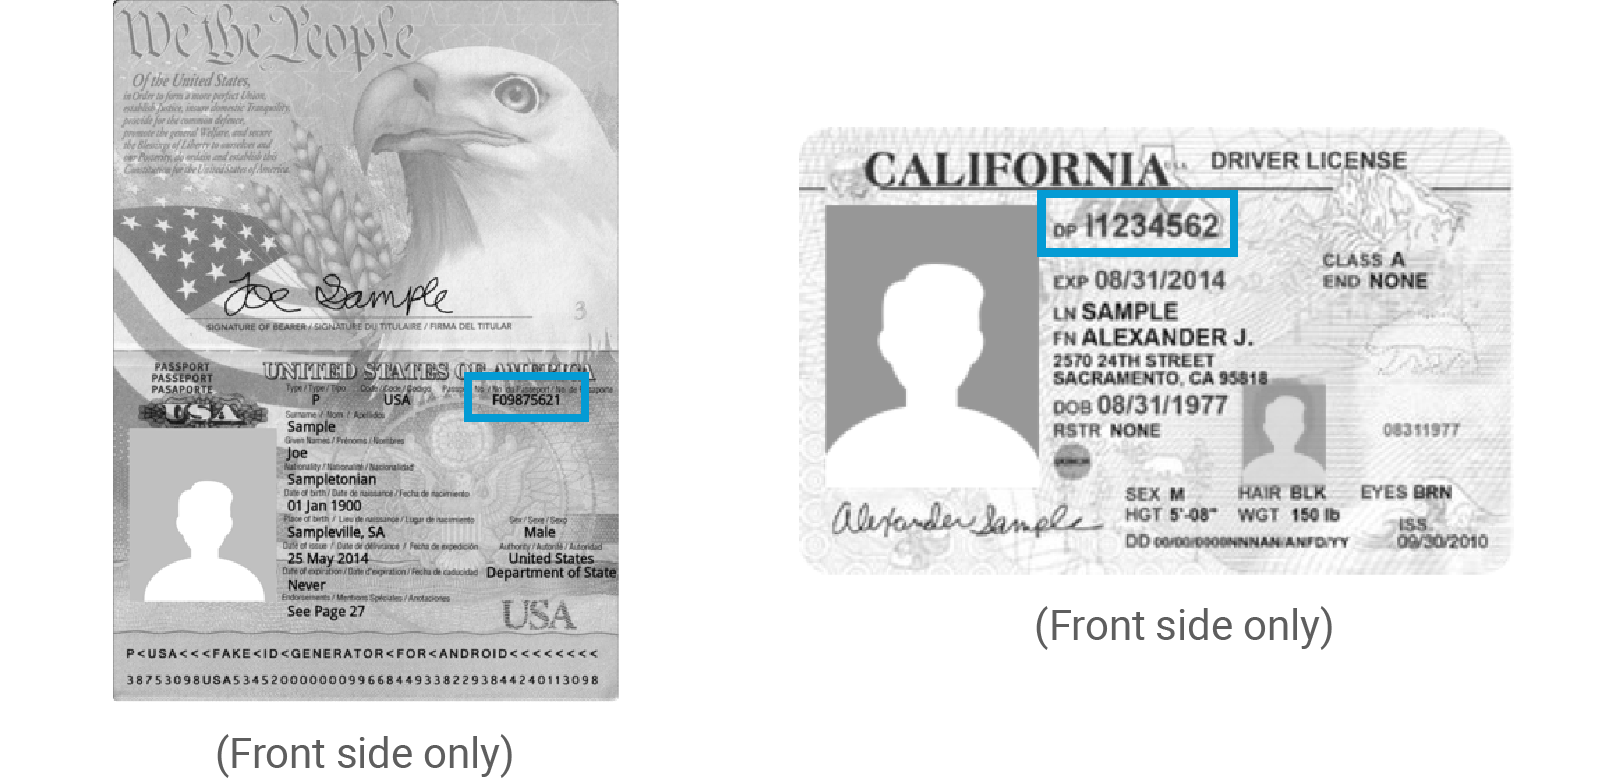 We the People
Of the United States,
in Order to form a more perfect Union,
establish Justice, insure domestic Tranquility,
provide for the common defence,
promote the general Welfare, and secure
the Blessings of Liberty to ourselves and
our Posterity, do ordain and establish this
Constitution for the United States of America.
Joe Sample
3
SIGNATURE OF BEARER / SIGNATURE DU TITULAIRE / FIRMA DEL TITULAR
PASSPORT
PASSEPORT
PASAPORTE
USA
UNITED STATES OF AMERICA
Type / Type / Tipo Code / Code / Codigo
P USA F09875621
Surname / Nom / Apellidos
Sample
Given Names / Prénoms / Nombres
Joe
Nationality / Nationalité / Nacionalidad
Sampletonian
Date of birth / Date de naissance / Fecha de nacimiento
01 Jan 1900
Place of birth / Lieu de naissance / Lugar de nacimiento Sex / Sexe / Sexo
Sampleville, SA Male
Date of issue / Date de délivrance / Fecha de expedición Authority / Autorité / Autoridad
25 May 2014 United States
Date of expiration / Date d'expiration / Fecha de caducidad Department of State
Never
Endorsements / Mentions Spéciales / Anotaciones
See Page 27
USA
P<USA<<<FAKE<ID<GENERATOR<FOR<ANDROID<<<<<<<<
(Front side only)
CALIFORNIA DRIVER LICENSE
DP I1234562
CLASS A
EXP 08/31/2014 END NONE
LN SAMPLE
FN ALEXANDER J.
2570 24TH STREET
SACRAMENTO, CA 95818
DOB 08/31/1977
RSTR NONE 08311977
SEX M HAIR BLK EYES BRN
HGT 5'-08" WGT 150 lb ISS
DD 00/00/0000NNNAN/ANFD/YY 09/30/2010
Alexander Sample
(Front side only)